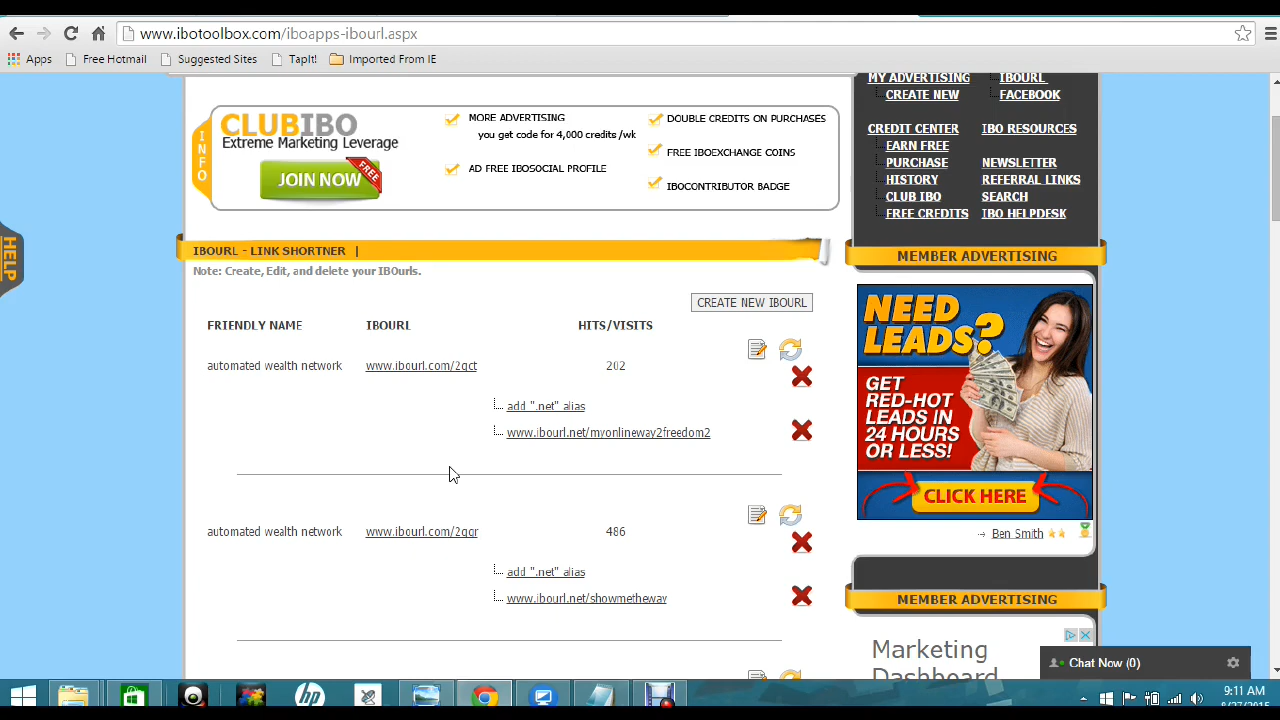 www.ibotoolbox.com/iboapps-ibourl.aspx
Apps Free Hotmail Suggested Sites TapIt! Imported From IE
MY ADVERTISING IBOURL
CREATE NEW FACEBOOK
CREDIT CENTER IBO RESOURCES
EARN FREE
PURCHASE NEWSLETTER
HISTORY REFERRAL LINKS
CLUB IBO SEARCH
FREE CREDITS IBO HELPDESK
INFO
CLUBIBO
Extreme Marketing Leverage
JOIN NOW FREE
MORE ADVERTISING
you get code for 4,000 credits /wk
AD FREE IBOSOCIAL PROFILE
DOUBLE CREDITS ON PURCHASES
FREE IBOEXCHANGE COINS
IBOCONTRIBUTOR BADGE
HELP
IBOURL - LINK SHORTNER |
Note: Create, Edit, and delete your IBOurls.
CREATE NEW IBOURL
FRIENDLY NAME IBOURL HITS/VISITS
automated wealth network www.ibourl.com/2qct 202
add ".net" alias
www.ibourl.net/myonlineway2freedom2
automated wealth network 486
add ".net" alias
www.ibourl.net/showmetheway
MEMBER ADVERTISING
NEED
LEADS?
GET
RED-HOT
LEADS IN
24 HOURS
OR LESS!
CLICK HERE
Ben Smith
MEMBER ADVERTISING
Marketing
Dashboard
Chat Now (0)
hp
9:11 AM
8/27/2015